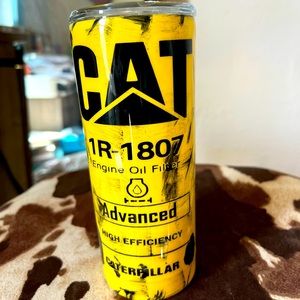 CAT
1R-1807
Engine Oil Filter
Advanced
HIGH EFFICIENCY
CATERPILLAR